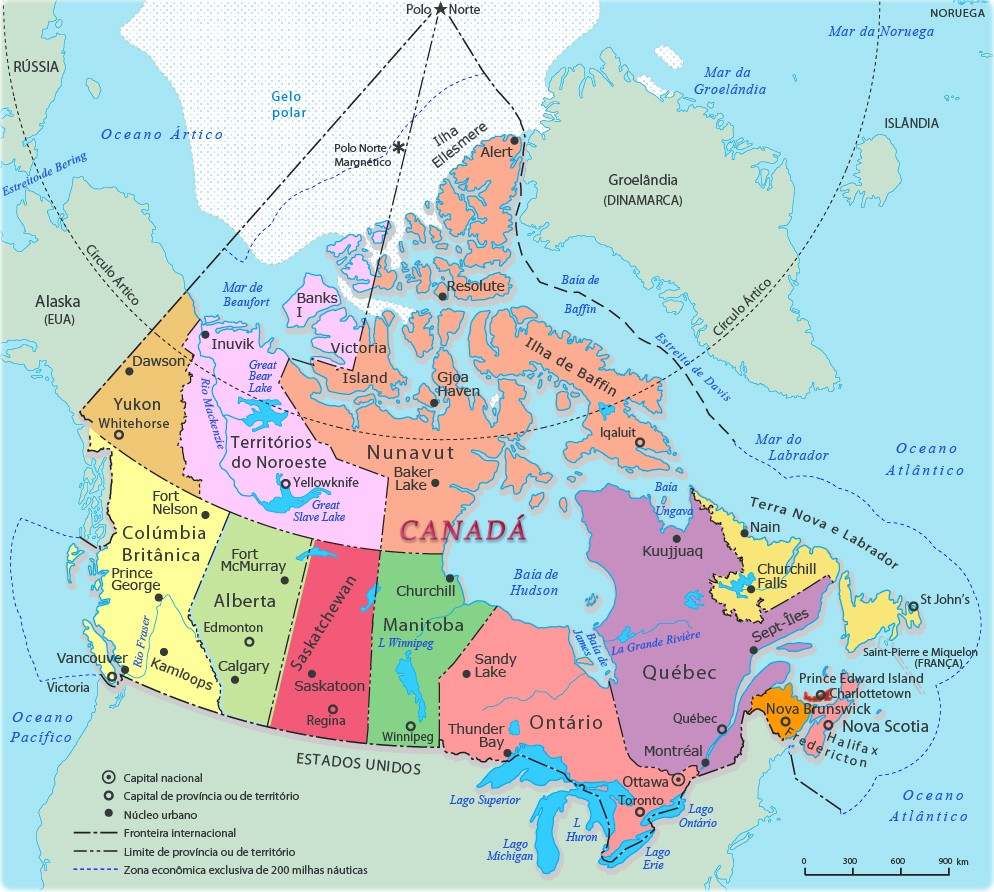 Polo Norte
NORUEGA
Mar da Noruega
RÚSSIA
Mar da
Groelândia
Gelo
polar
Oceano Ártico
ISLÂNDIA
Polo Norte
Margnético
Ilha
Ellesmere
Alert
Estreito de Bering
Groelândia
(DINAMARCA)
Círculo Ártico
Círculo Ártico
Alaska
(EUA)
Mar de
Beaufort
Baía de
Baffin
Resolute
Banks
I
Victoria
Island
Inuvik
Estreito de Davis
Ilha de Baffin
Dawson
Great
Bear
Lake
Gjoa
Haven
Rio Mackenzie
Yukon
Whitehorse
Iqaluit
Territórios
do Noroeste
Nunavut
Baker
Lake
Mar do
Labrador
Oceano
Atlântico
Yellowknife
Great
Slave Lake
Baía
Ungava
Fort
Nelson
CANADÁ
Terra Nova e Labrador
Nain
Colúmbia
Britânica
Kuujjuaq
Fort
McMurray
Prince
George
Churchill
Baía de
Hudson
Churchill
Falls
Alberta
Saskatchewan
Manitoba
St John's
Edmonton
L Winnipeg
Baía de
James
La Grande Rivière
Sept-Îles
Rio Fraser
Saint-Pierre e Miquelon
(FRANÇA)
Vancouver
Kamloops
Calgary
Saskatoon
Sandy
Lake
Québec
Prince Edward Island
Charlottetown
Victoria
Regina
Nova Brunswick
Nova Scotia
Oceano
Pacífico
Winnipeg
Thunder
Bay
Ontário
Québec
Fredericton
Halifax
Montréal
ESTADOS UNIDOS
Ottawa
Toronto
Lago Superior
L
Huron
Lago
Ontário
Lago
Michigan
Lago
Erie
Oceano
Atlântico
Capital nacional
Capital de província ou de território
Núcleo urbano
Fronteira internacional
Limite de província ou de território
Zona econômica exclusiva de 200 milhas náuticas
0 300 600 900 km